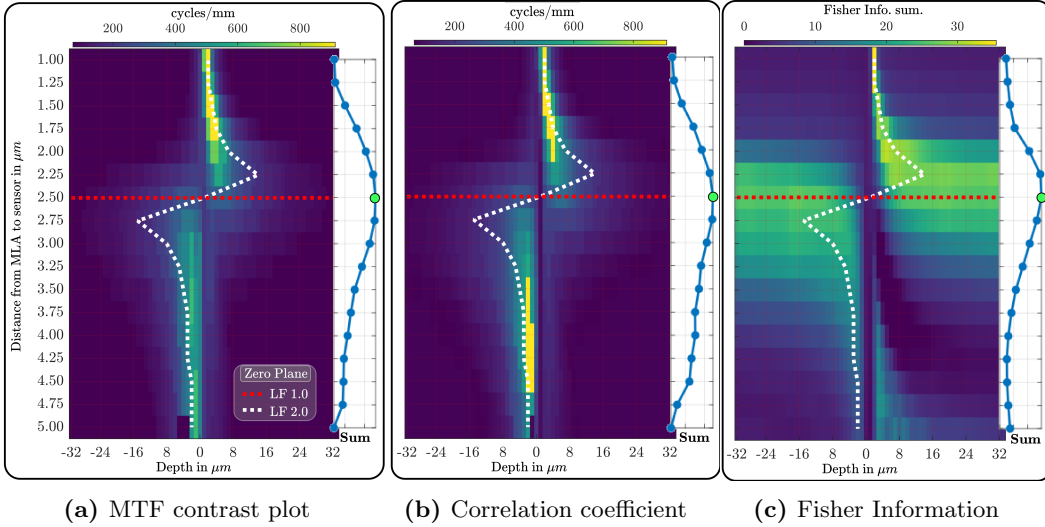 cycles/mm
200 400 600 800
cycles/mm
200 400 600
Fisher Info. sum.
0 10 20 30
Distance from MLA to sensor in μm
1.00
1.25
1.50
1.75
2.00
2.25
2.50
2.75
3.00
3.25
3.50
3.75
4.00
4.25
4.50
4.75
5.00
Zero Plane
LF 1.0
LF 2.0
Sum
Sum
Sum
-32 -24 -16 -8 0 8 16 24 32
-32 -24 -16 -8 0 8 16 24 32
-32 -24 -16 -8 0 8 16 24 32
Depth in μm
Depth in μm
Depth in μm
(a) MTF contrast plot
(b) Correlation coefficient
(c) Fisher Information